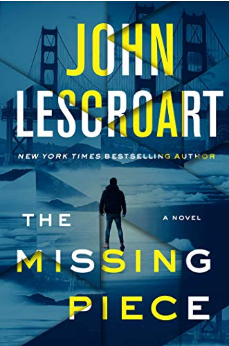 JOHN
LESCROART
NEW YORK TIMES BESTSELLING AUTHOR
THE
A NOVEL
MISSING
PIECE